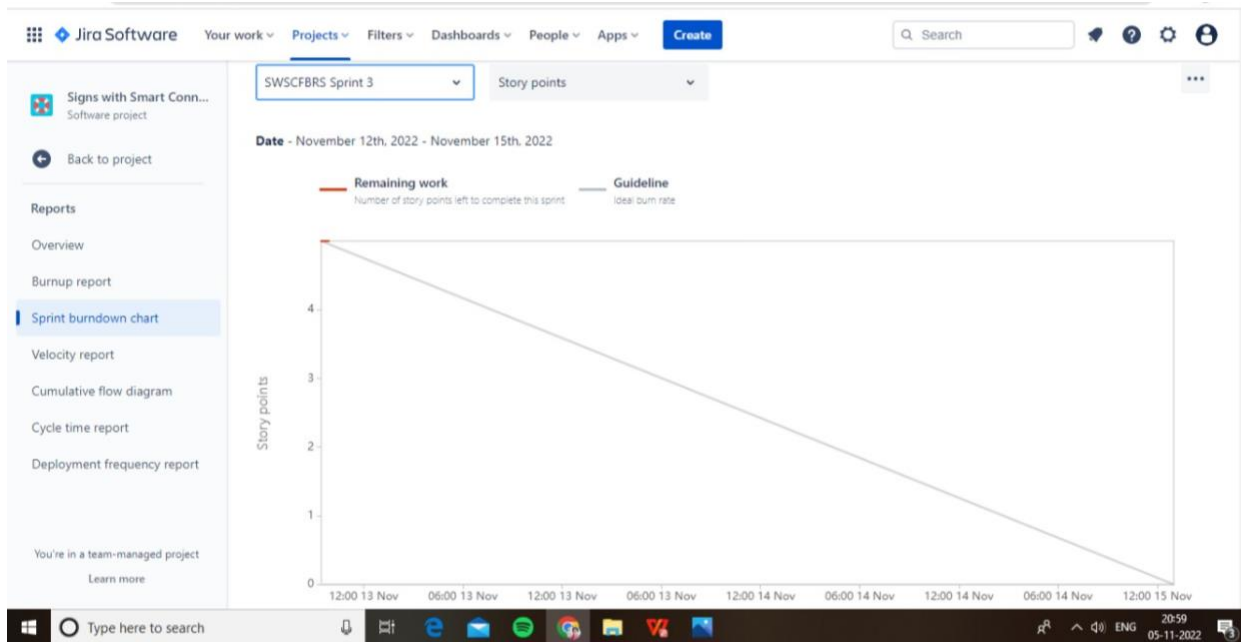 Jira Software Your work Projects Filters Dashboards People Apps Create Search
Signs with Smart Conn...
Software project
Back to project
Reports
Overview
Burnup report
Sprint burndown chart
Velocity report
Cumulative flow diagram
Cycle time report
Deployment frequency report
You're in a team-managed project
Learn more
SWSCFBRS Sprint 3 Story points
Date - November 12th, 2022 - November 15th, 2022
Remaining work
Number of story points left to complete this sprint
Guideline
Ideal burn rate
Story points
4
3
2
1
0
12:00 13 Nov 06:00 13 Nov 12:00 13 Nov 06:00 13 Nov 12:00 14 Nov 06:00 14 Nov 12:00 14 Nov 06:00 14 Nov 12:00 15 Nov
Type here to search
ENG
20:59
05-11-2022
3